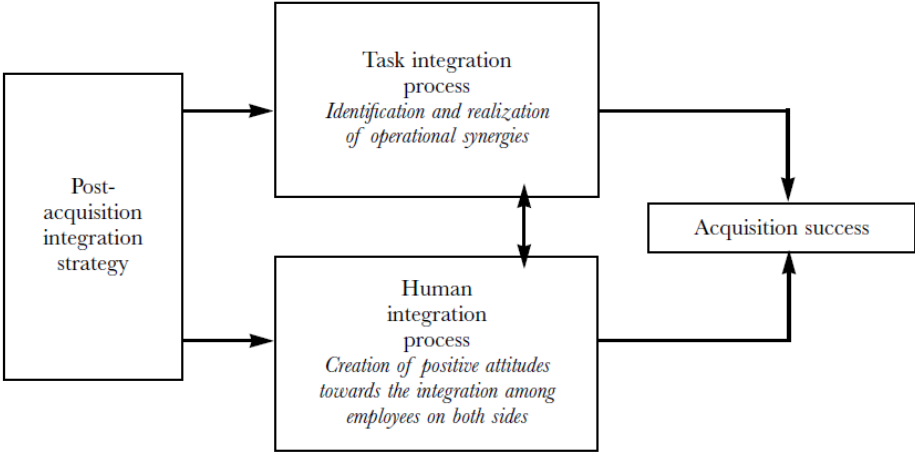 Post-
acquisition
integration
strategy
Task integration
process
Identification and realization
of operational synergies
Human
integration
process
Creation of positive attitudes
towards the integration among
employees on both sides
Acquisition success